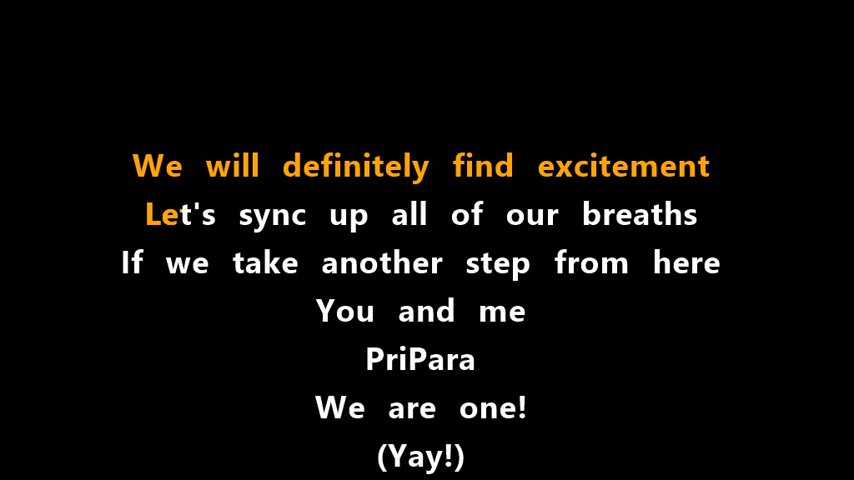 We will definitely find excitement
Let's sync up all of our breaths
If we take another step from here
You and me
PriPara
We are one!
(Yay!)